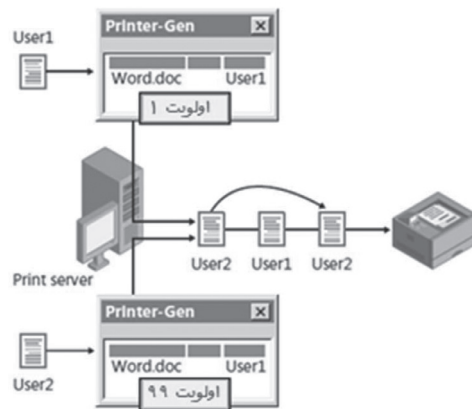 User1
Printer-Gen
Word.doc User1
اولویت ۱
Print server
User2 User1 User2
Printer-Gen
Word.doc User1
اولویت ۹۹
User2